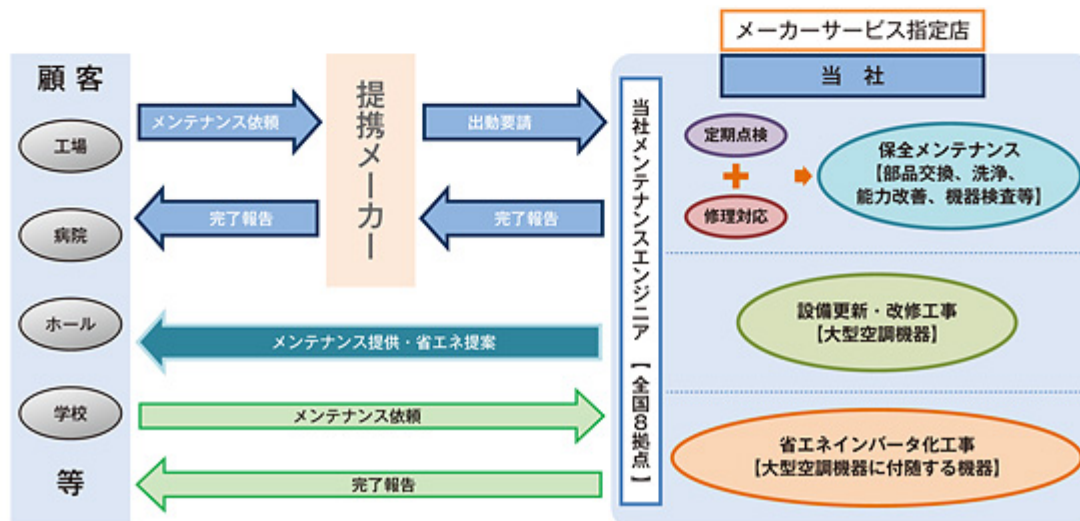 メーカーサービス指定店
当社
顧客
工場
病院
ホール
学校
等
メンテナンス依頼
完了報告
提携メーカー
出動要請
完了報告
メンテナンス提供・省エネ提案
メンテナンス依頼
完了報告
当社メンテナンスエンジニア【全国8拠点】
定期点検
+
修理対応
保全メンテナンス
【部品交換、洗浄、
能力改善、機器検査等】
設備更新・改修工事
【大型空調機器】
省エネインバータ化工事
【大型空調機器に付随する機器】